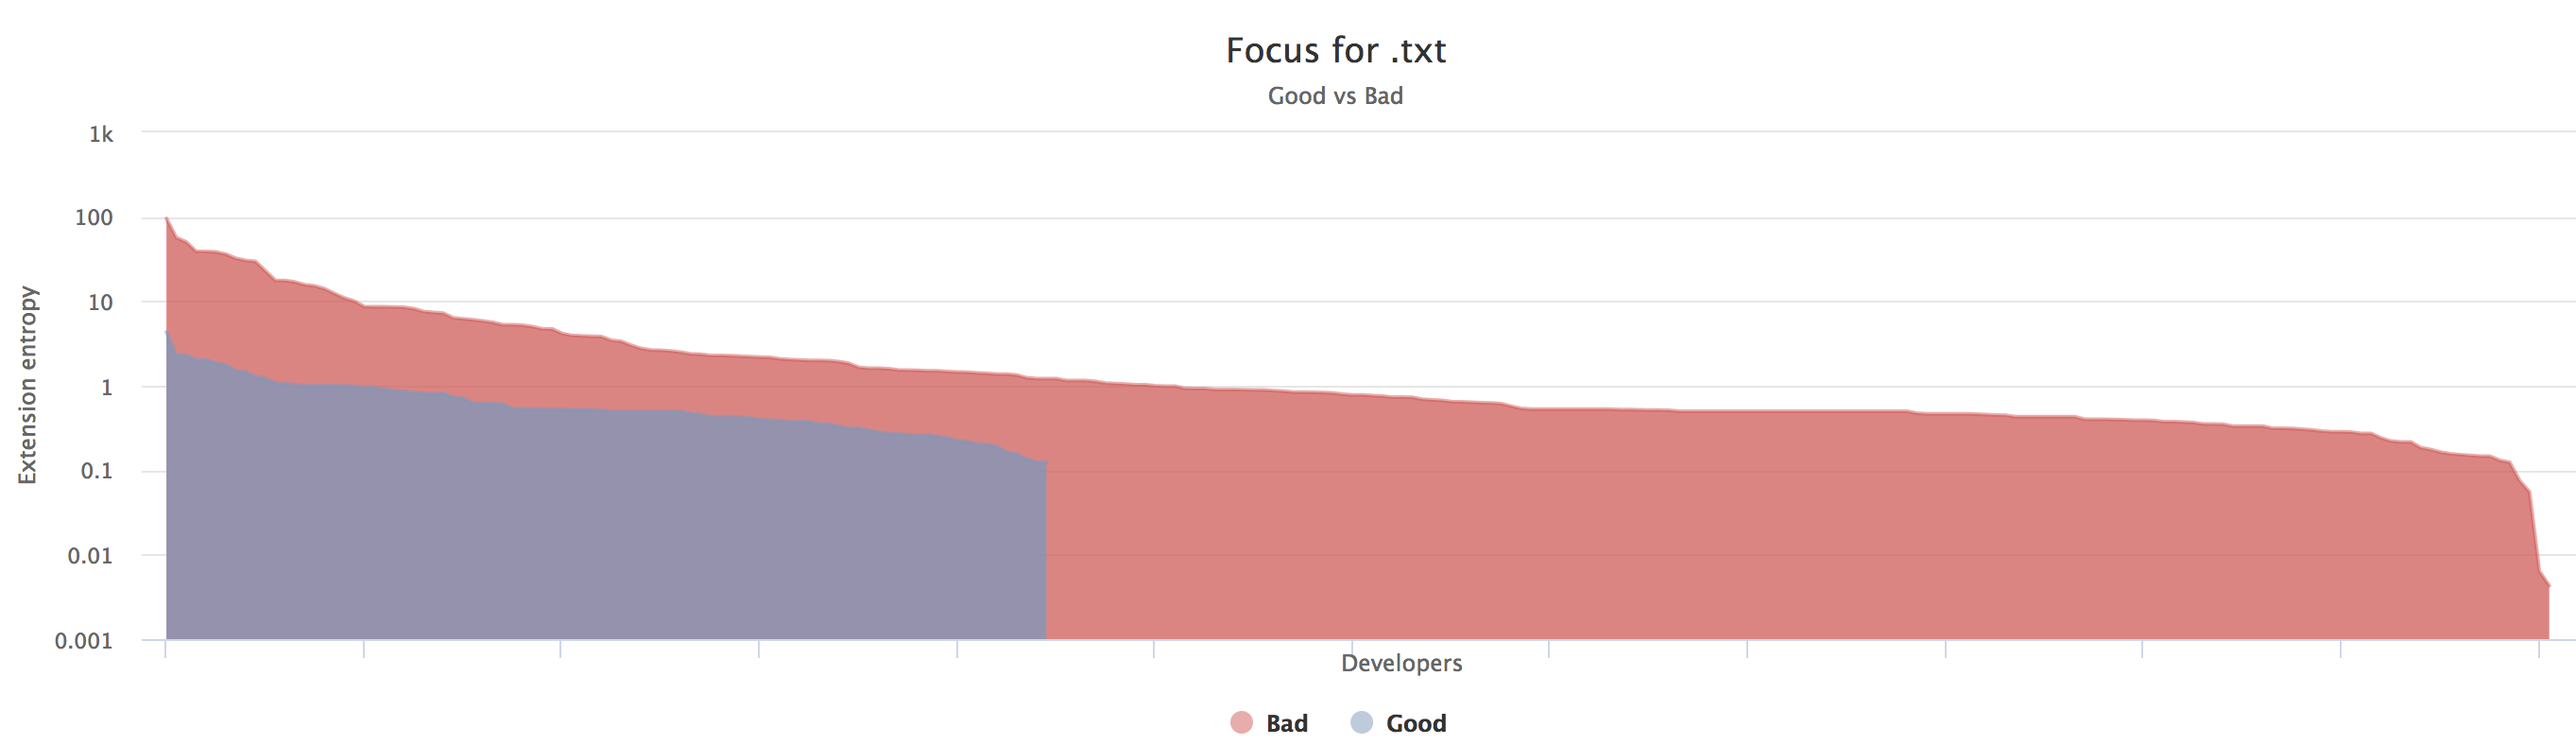 Focus for .txt
Good vs Bad
1k
100
10
1
0.1
0.01
0.001
Extension entropy
Developers
Bad
Good